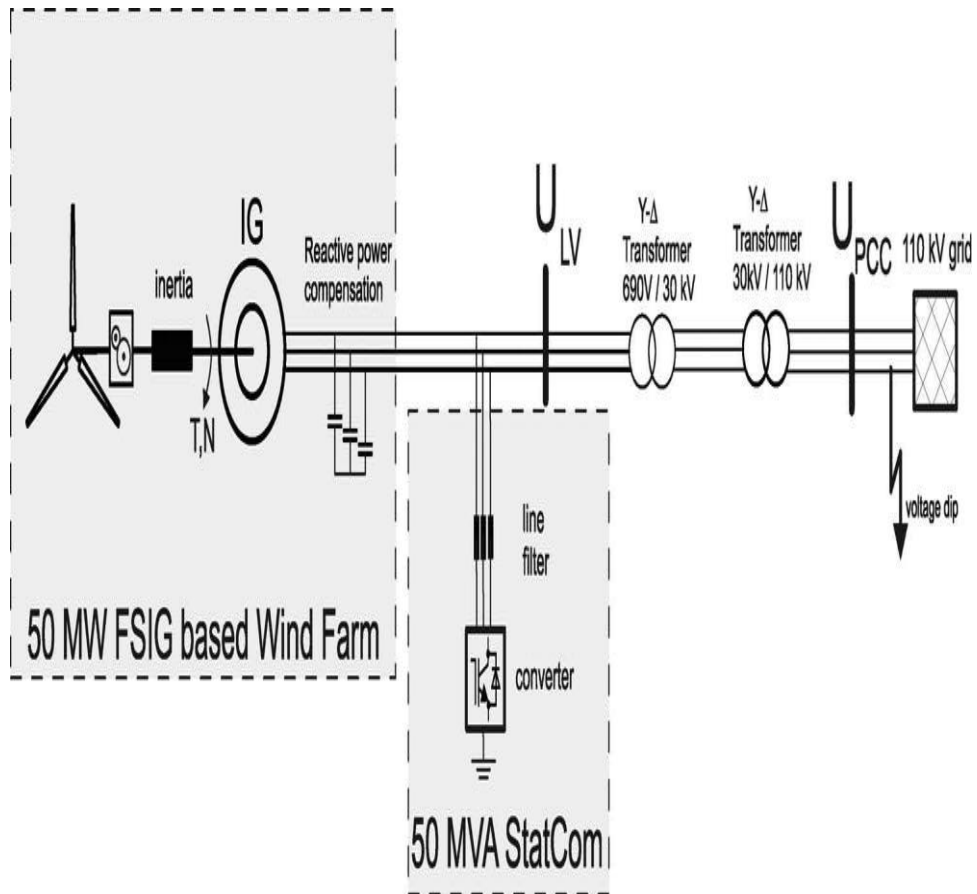 IG
inertia
T,N
Reactive power
compensation
50 MW FSIG based Wind Farm
U
LV
Y-Δ
Transformer
690V / 30 kV
Y-Δ
Transformer
30kV / 110 kV
U
PCC
110 kV grid
voltage dip
line
filter
converter
50 MVA StatCom